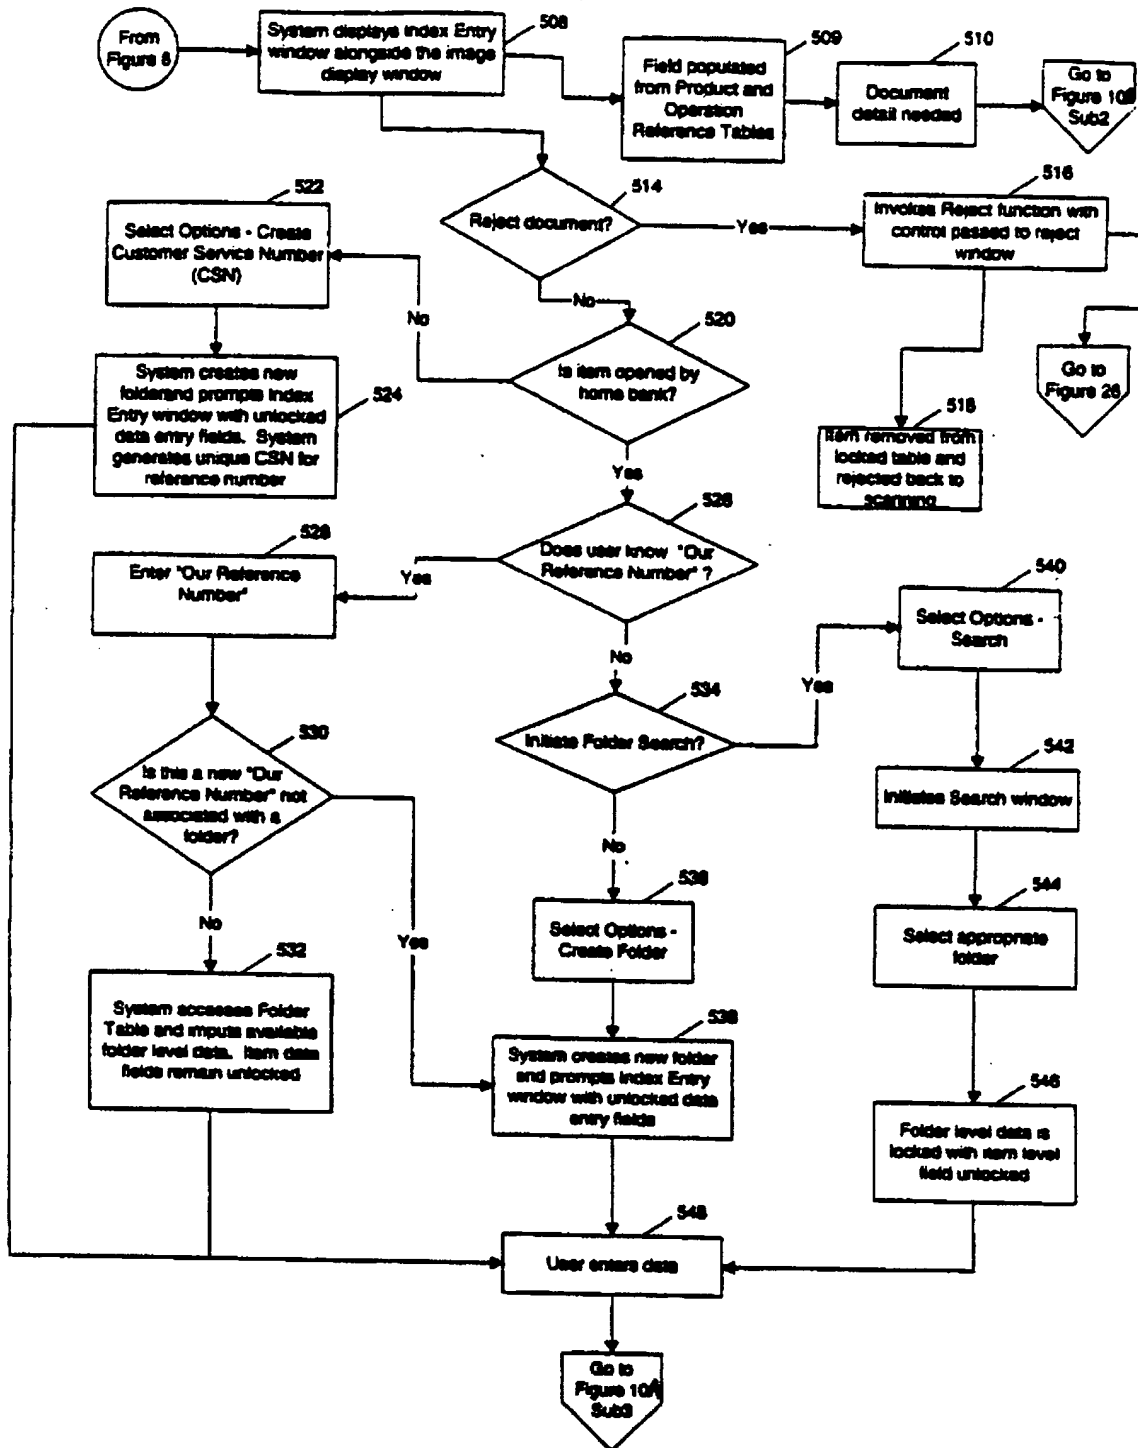 From
Figure 8
508
System displays Index Entry
window alongside the image
display window
509
Field populated
from Product and
Operation
Reference Tables
510
Document
detail needed
Go to
Figure 10
Sub2
514
Reject document?
Yes
516
Invokes Reject function with
control passed to reject
window
522
Select Options - Create
Customer Service Number
(CSN)
No
No
520
Is item opened by
home bank?
Go to
Figure 26
518
Item removed from
locked table and
rejected back to
scanning
System creates new
folderand prompts Index
Entry window with unlocked
data entry fields. System
generates unique CSN for
reference number
524
Yes
526
Does user know "Our
Reference Number" ?
528
Enter "Our Reference
Number"
Yes
540
Select Options -
Search
No
Yes
534
Initiate Folder Search?
530
Is this a new "Our
Reference Number" not
associated with a
folder?
542
Initiates Search window
No
No
Yes
536
Select Options -
Create Folder
544
Select appropriate
folder
532
System accesses Folder
Table and imputs available
folder level data. Item data
fields remain unlocked
538
System creates new folder
and prompts Index Entry
window with unlocked data
entry fields
546
Folder level data is
locked with item level
field unlocked
548
User enters data
Go to
Figure 10A
Sub3